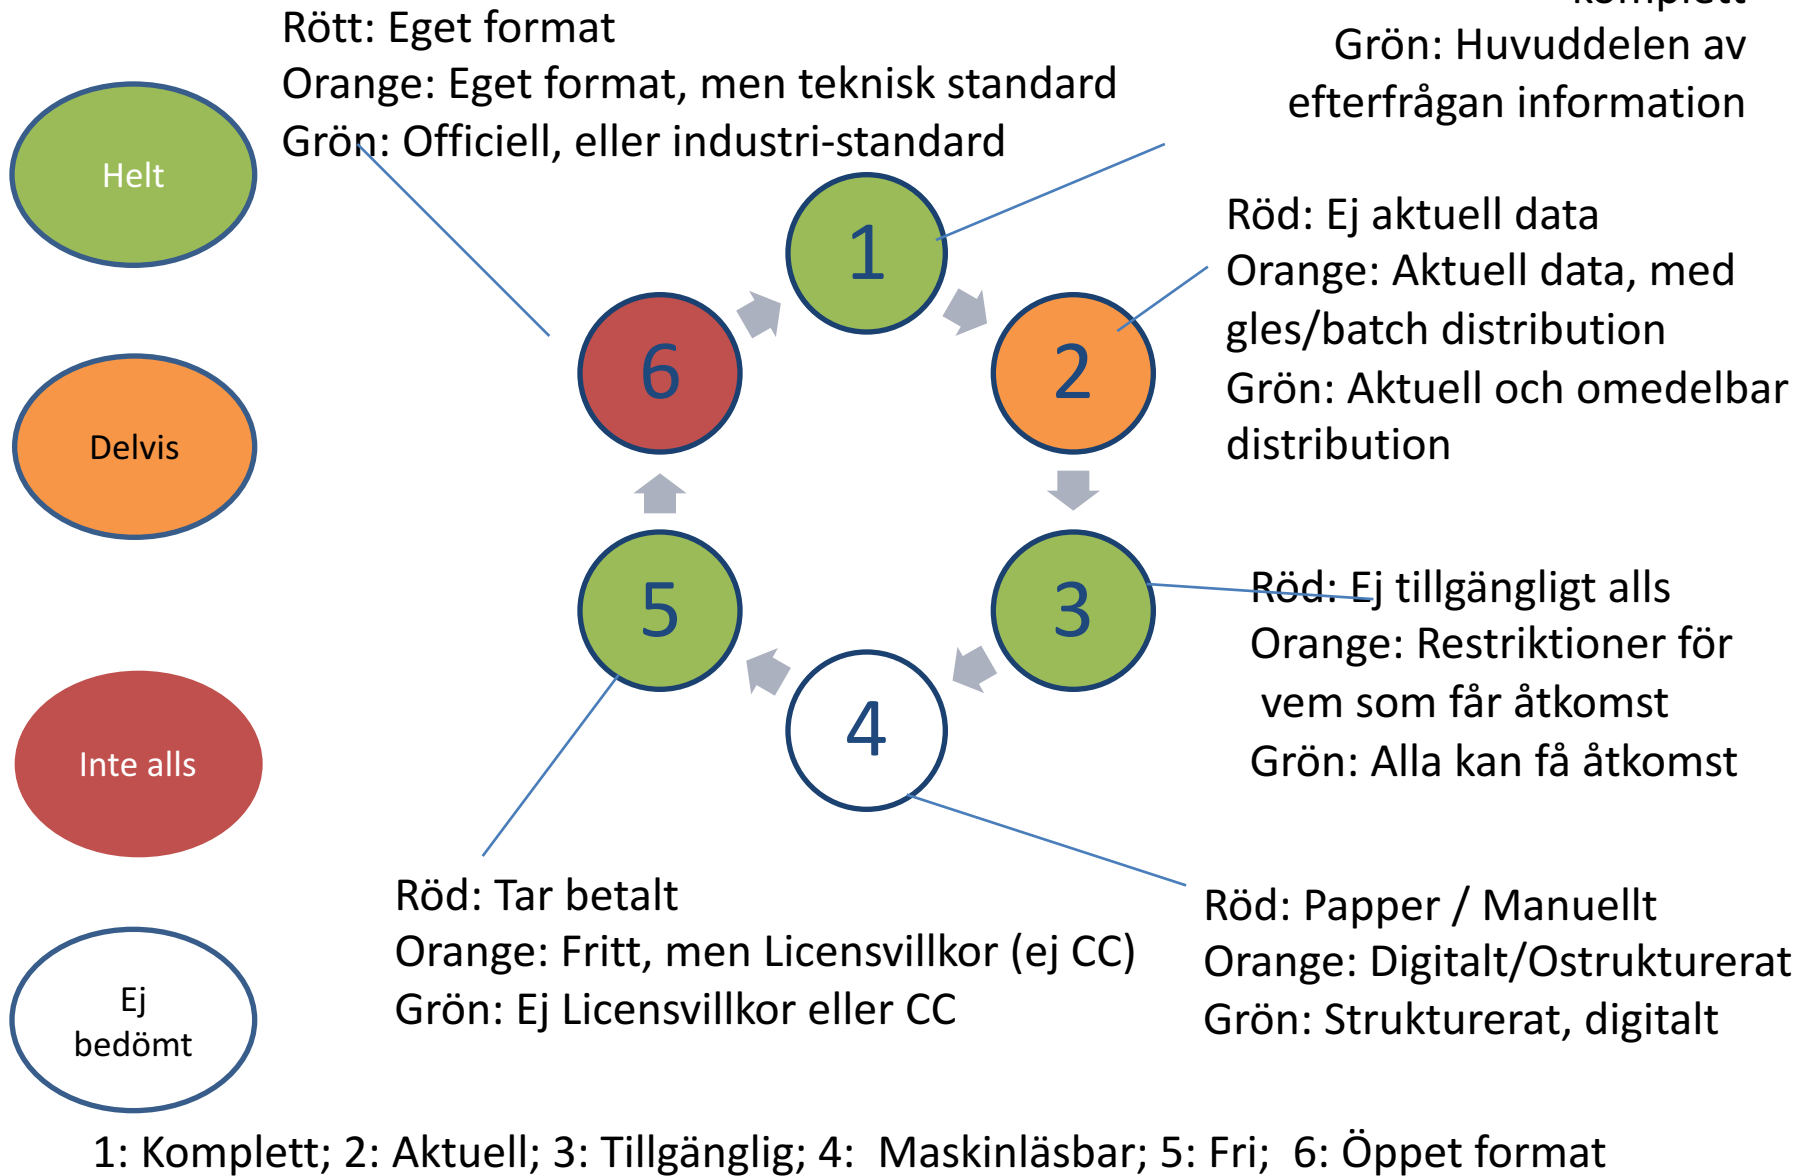 Rött: Eget format
Orange: Eget format, men teknisk standard
Grön: Officiell, eller industri-standard
komplett
Grön: Huvuddelen av
efterfrågan information
Helt
Delvis
Inte alls
Ej
bedömt
1
2
3
4
5
6
Röd: Ej aktuell data
Orange: Aktuell data, med
gles/batch distribution
Grön: Aktuell och omedelbar
distribution
Röd: Ej tillgängligt alls
Orange: Restriktioner för
vem som får åtkomst
Grön: Alla kan få åtkomst
Röd: Tar betalt
Orange: Fritt, men Licensvillkor (ej CC)
Grön: Ej Licensvillkor eller CC
Röd: Papper / Manuellt
Orange: Digitalt/Ostrukturerat
Grön: Strukturerat, digitalt
1: Komplett; 2: Aktuell; 3: Tillgänglig; 4: Maskinläsbar; 5: Fri; 6: Öppet format